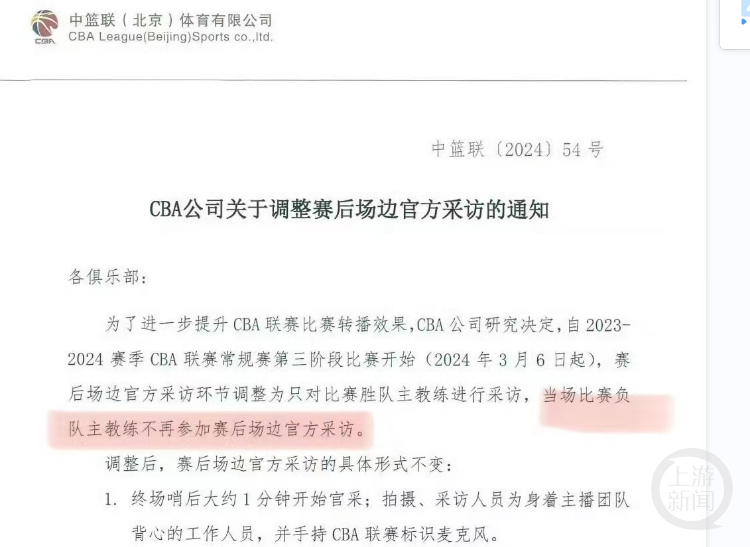 中篮联（北京）体育有限公司
CBA League(Beijing)Sports co.,ltd.
CBA
中篮联〔2024〕54 号
CBA公司关于调整赛后场边官方采访的通知
各俱乐部：
为了进一步提升 CBA 联赛比赛转播效果,CBA 公司研究决定,自 2023-
2024 赛季 CBA 联赛常规赛第三阶段比赛开始（2024 年 3 月 6 日起），赛
后场边官方采访环节调整为只对比赛胜队主教练进行采访，当场比赛负
队主教练不再参加赛后场边官方采访。
调整后，赛后场边官方采访的具体形式不变：
1. 终场哨后大约 1 分钟开始官采；拍摄、采访人员为身着主播团队
背心的工作人员，并手持 CBA 联赛标识麦克风。
上游新闻